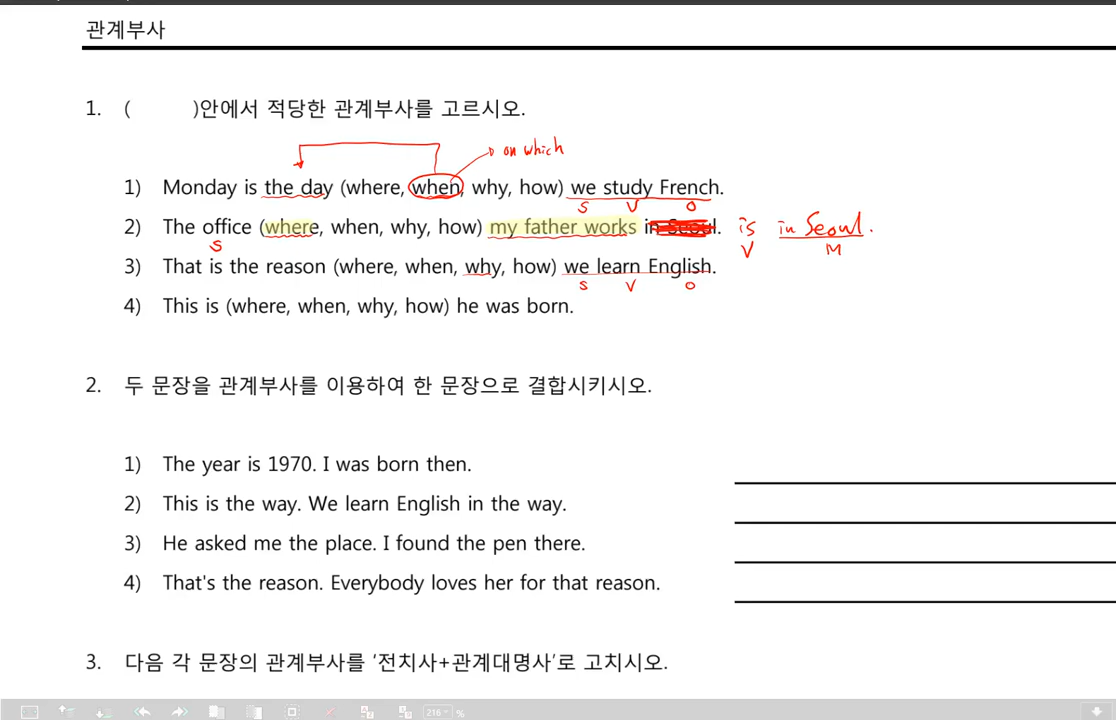 관계부사
1. ( )안에서 적당한 관계부사를 고르시오.
on which
1) Monday is the day (where, when, why, how) we study French.
S V O
2) The office (where, when, why, how) my father works in Seoul. is in Seoul.
S V M
3) That is the reason (where, when, why, how) we learn English.
S V O
4) This is (where, when, why, how) he was born.
2. 두 문장을 관계부사를 이용하여 한 문장으로 결합시키시오.
1) The year is 1970. I was born then.
2) This is the way. We learn English in the way.
3) He asked me the place. I found the pen there.
4) That's the reason. Everybody loves her for that reason.
3. 다음 각 문장의 관계부사를 '전치사+관계대명사'로 고치시오.
216 %